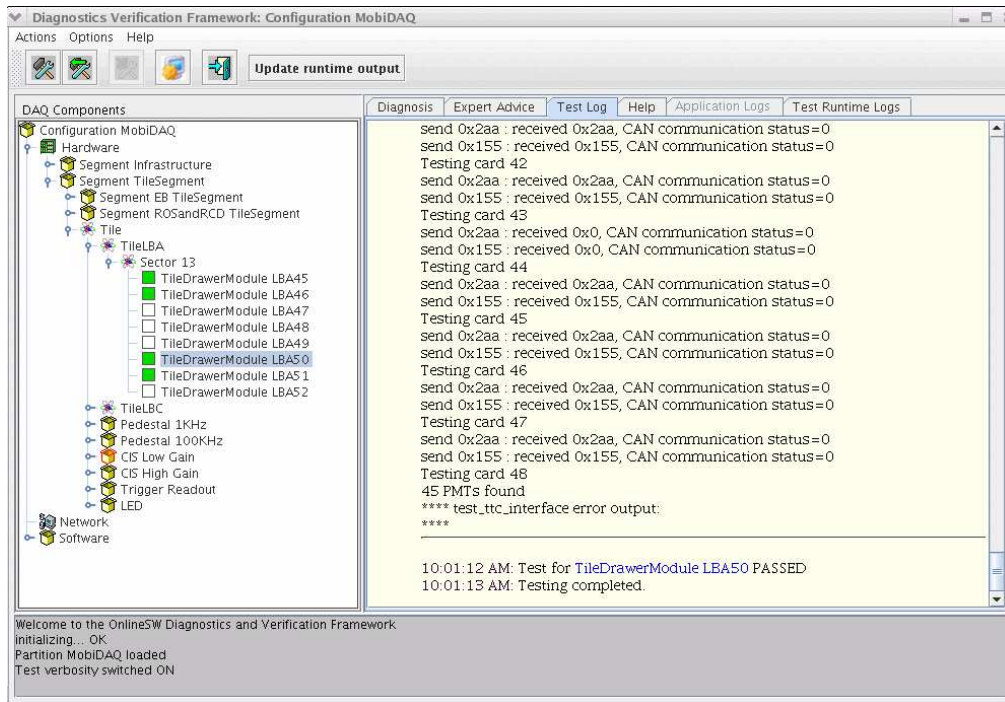 Diagnostics Verification Framework: Configuration MobiDAQ
Actions Options Help
Update runtime output
DAQ Components
Configuration MobiDAQ
Hardware
Segment Infrastructure
Segment TileSegment
Segment EB TileSegment
Segment ROSandRCD TileSegment
Tile
TileLBA
Sector 13
TileDrawerModule LBA45
TileDrawerModule LBA46
TileDrawerModule LBA47
TileDrawerModule LBA48
TileDrawerModule LBA49
TileDrawerModule LBA50
TileDrawerModule LBA51
TileDrawerModule LBA52
TileLBC
Pedestal 1KHz
Pedestal 100KHz
CIS Low Gain
CIS High Gain
Trigger Readout
LED
Network
Software
Diagnosis Expert Advice Test Log Help Application Logs Test Runtime Logs
send 0x2aa : received 0x2aa, CAN communication status=0
send 0x155 : received 0x155, CAN communication status=0
Testing card 42
send 0x2aa : received 0x2aa, CAN communication status=0
send 0x155 : received 0x155, CAN communication status=0
Testing card 43
send 0x2aa : received 0x0, CAN communication status=0
send 0x155 : received 0x0, CAN communication status=0
Testing card 44
send 0x2aa : received 0x2aa, CAN communication status=0
send 0x155 : received 0x155, CAN communication status=0
Testing card 45
send 0x2aa : received 0x2aa, CAN communication status=0
send 0x155 : received 0x155, CAN communication status=0
Testing card 46
send 0x2aa : received 0x2aa, CAN communication status=0
send 0x155 : received 0x155, CAN communication status=0
Testing card 47
send 0x2aa : received 0x2aa, CAN communication status=0
send 0x155 : received 0x155, CAN communication status=0
Testing card 48
45 PMTs found
**** test_ttc_interface error output:
****
10:01:12 AM: Test for TileDrawerModule LBA50 PASSED
10:01:13 AM: Testing completed.
Welcome to the OnlineSW Diagnostics and Verification Framework
initializing... OK
Partition MobiDAQ loaded
Test verbosity switched ON